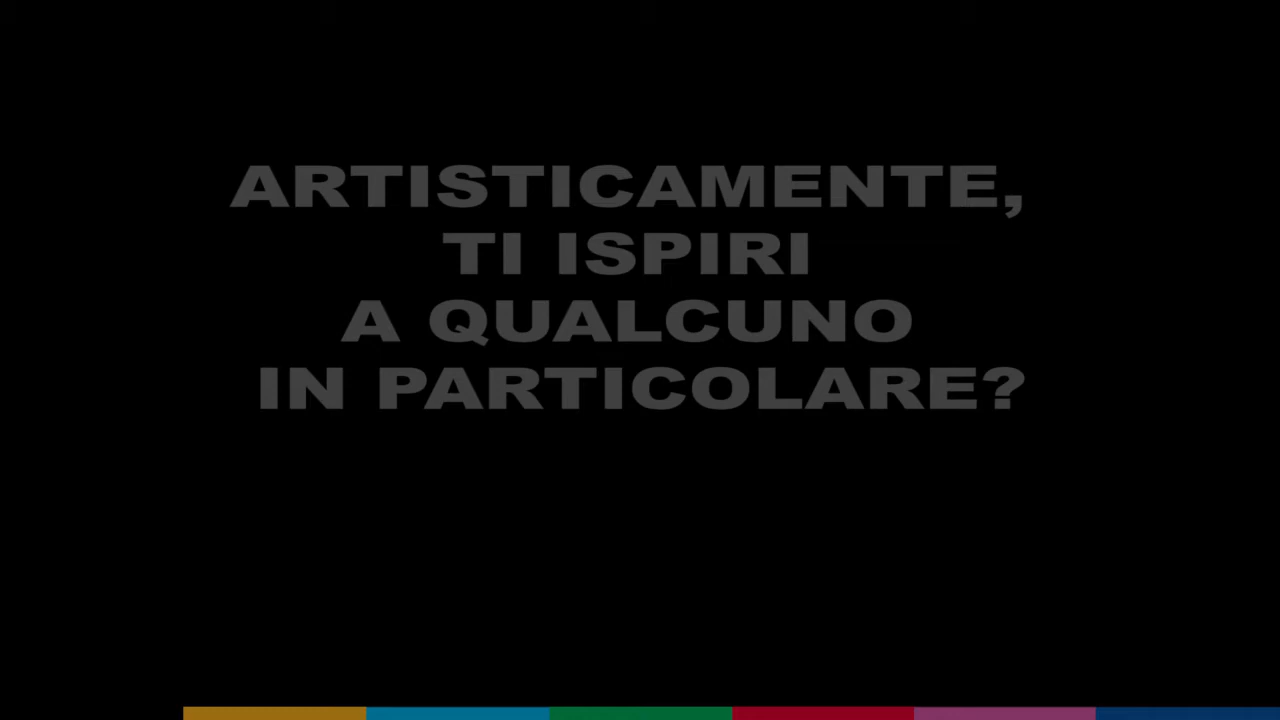 ARTISTICAMENTE,
TI ISPIRI
A QUALCUNO
IN PARTICOLARE?